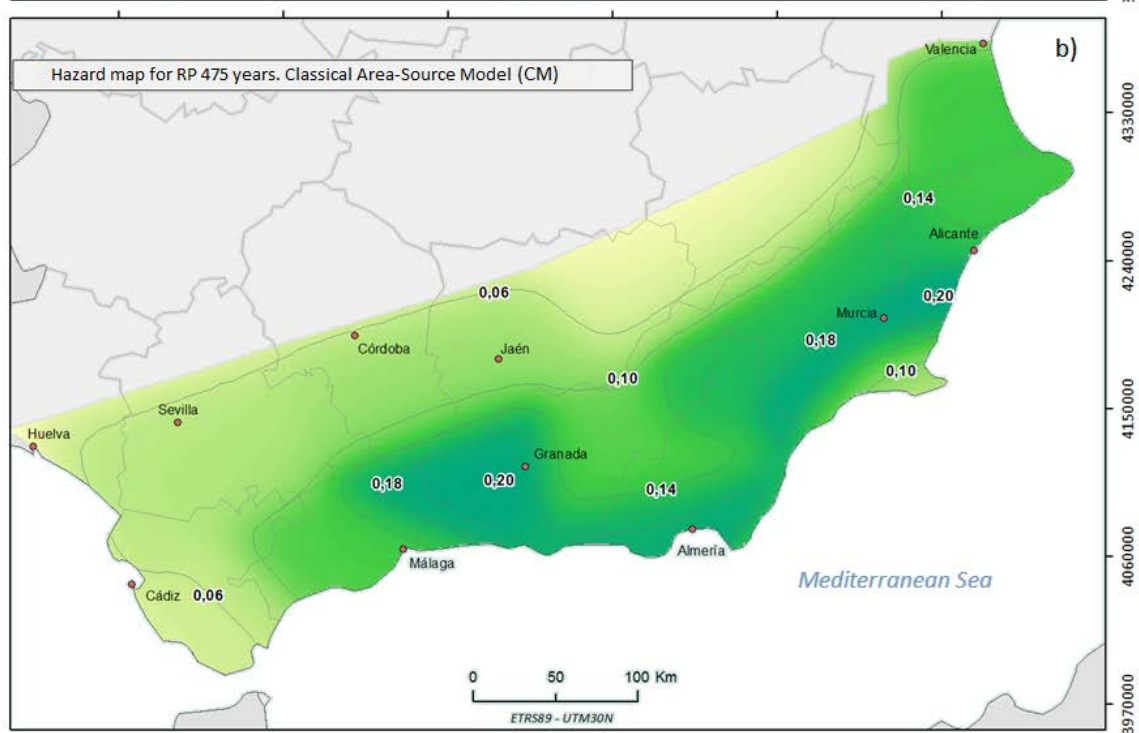 Hazard map for RP 475 years. Classical Area-Source Model (CM)
b)
Valencia
4330000
0,14
Alicante
4240000
0,06
0,20
Murcia
Córdoba
Jaén
0,18
0,10
0,10
Sevilla
4150000
Huelva
Granada
0,18
0,20
0,14
Almería
Málaga
4060000
Mediterranean Sea
Cádiz
0,06
0
50
100 Km
ETRS89 - UTM30N
3970000